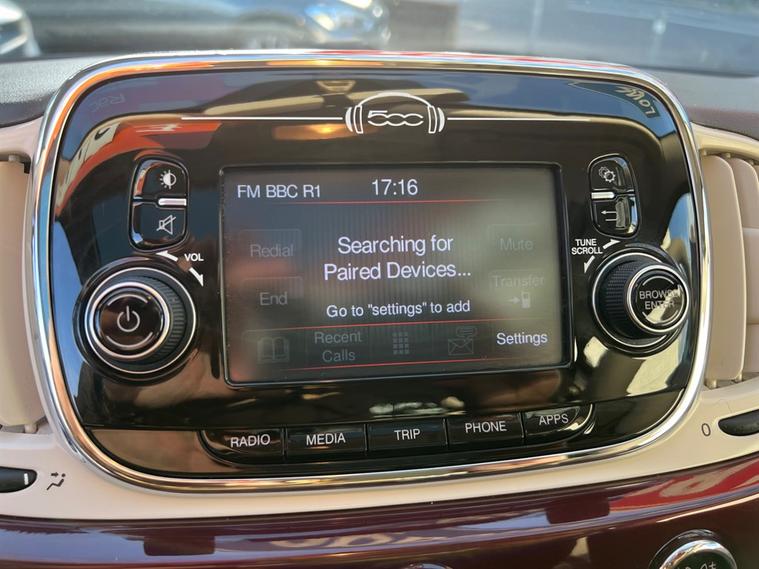 500
FM BBC R1 17:16
Redial
Searching for
Paired Devices...
Mute
End
Go to "settings" to add
Transfer
Recent
Calls
Settings
VOL
TUNE
SCROLL
BROWSE
ENTER
RADIO
MEDIA
TRIP
PHONE
APPS
0